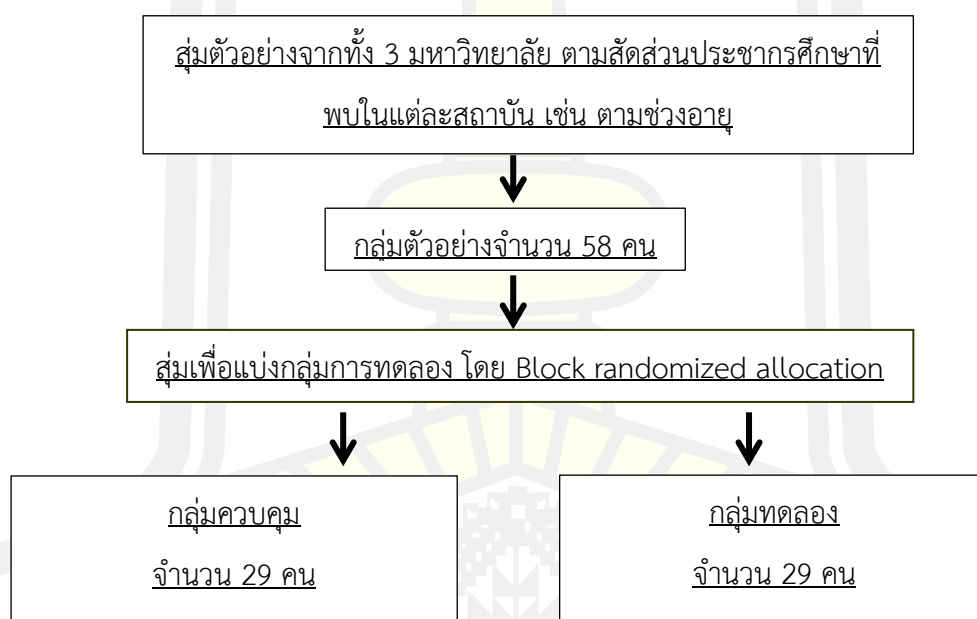 สุ่มตัวอย่างจากทั้ง 3 มหาวิทยาลัย ตามสัดส่วนประชากรศึกษาที่
พบในแต่ละสถาบัน เช่น ตามช่วงอายุ
กลุ่มตัวอย่างจำนวน 58 คน
สุ่มเพื่อแบ่งกลุ่มการทดลอง โดย Block randomized allocation
กลุ่มควบคุม
จำนวน 29 คน
กลุ่มทดลอง
จำนวน 29 คน